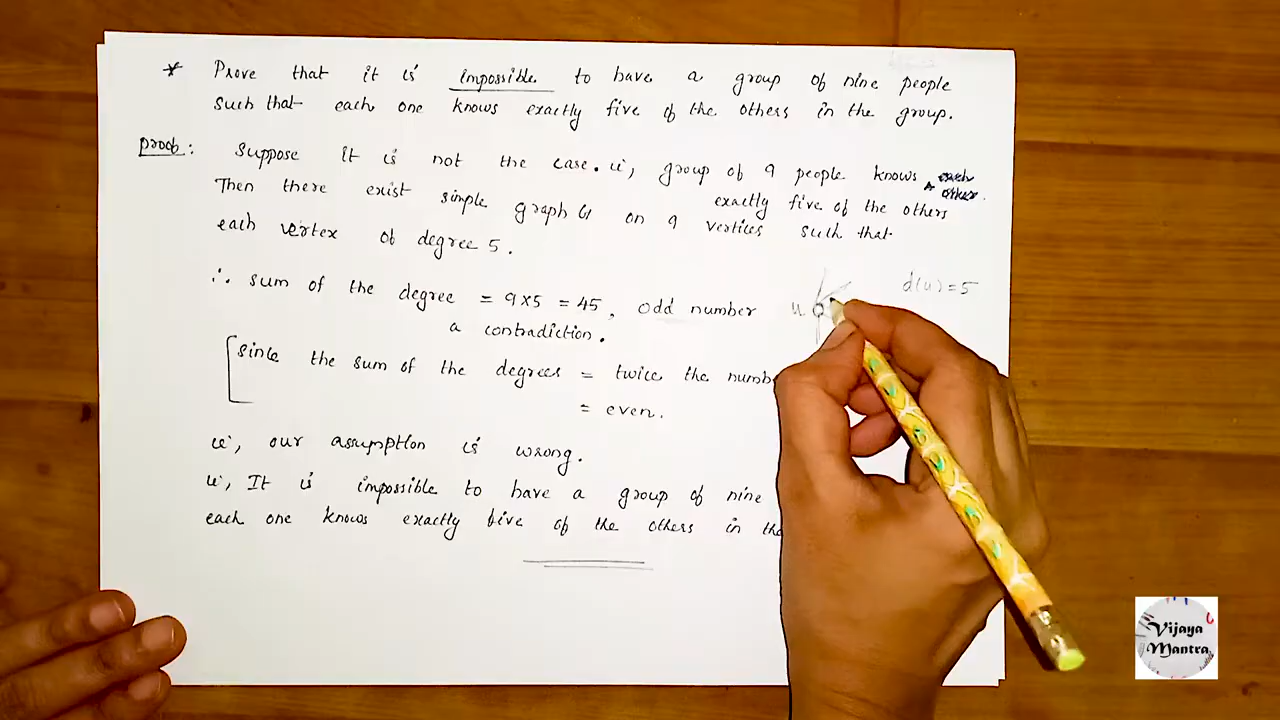 * Prove that it is impossible to have a group of nine people
such that each one knows exactly five of the others in the group.
Proof: Suppose it is not the case. ie, group of 9 people knows
exactly five of the others
Then there exist simple graph G on 9 vertices such that
each vertex of degree 5.
∴ sum of the degree = 9×5 = 45, odd number
a contradiction.
u d(u) = 5
[since the sum of the degrees = twice the numb
= even.
ie, our assumption is wrong.
ie, It is impossible to have a group of nine
each one knows exactly five of the others in the
Vijaya
Mantra